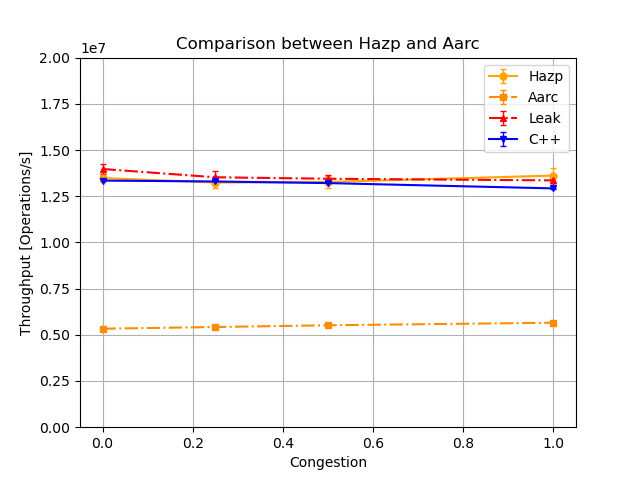 Comparison between Hazp and Aarc
1e7
2.00
1.75
1.50
1.25
1.00
0.75
0.50
0.25
0.00
Throughput [Operations/s]
Hazp
Aarc
Leak
C++
0.0 0.2 0.4 0.6 0.8 1.0
Congestion